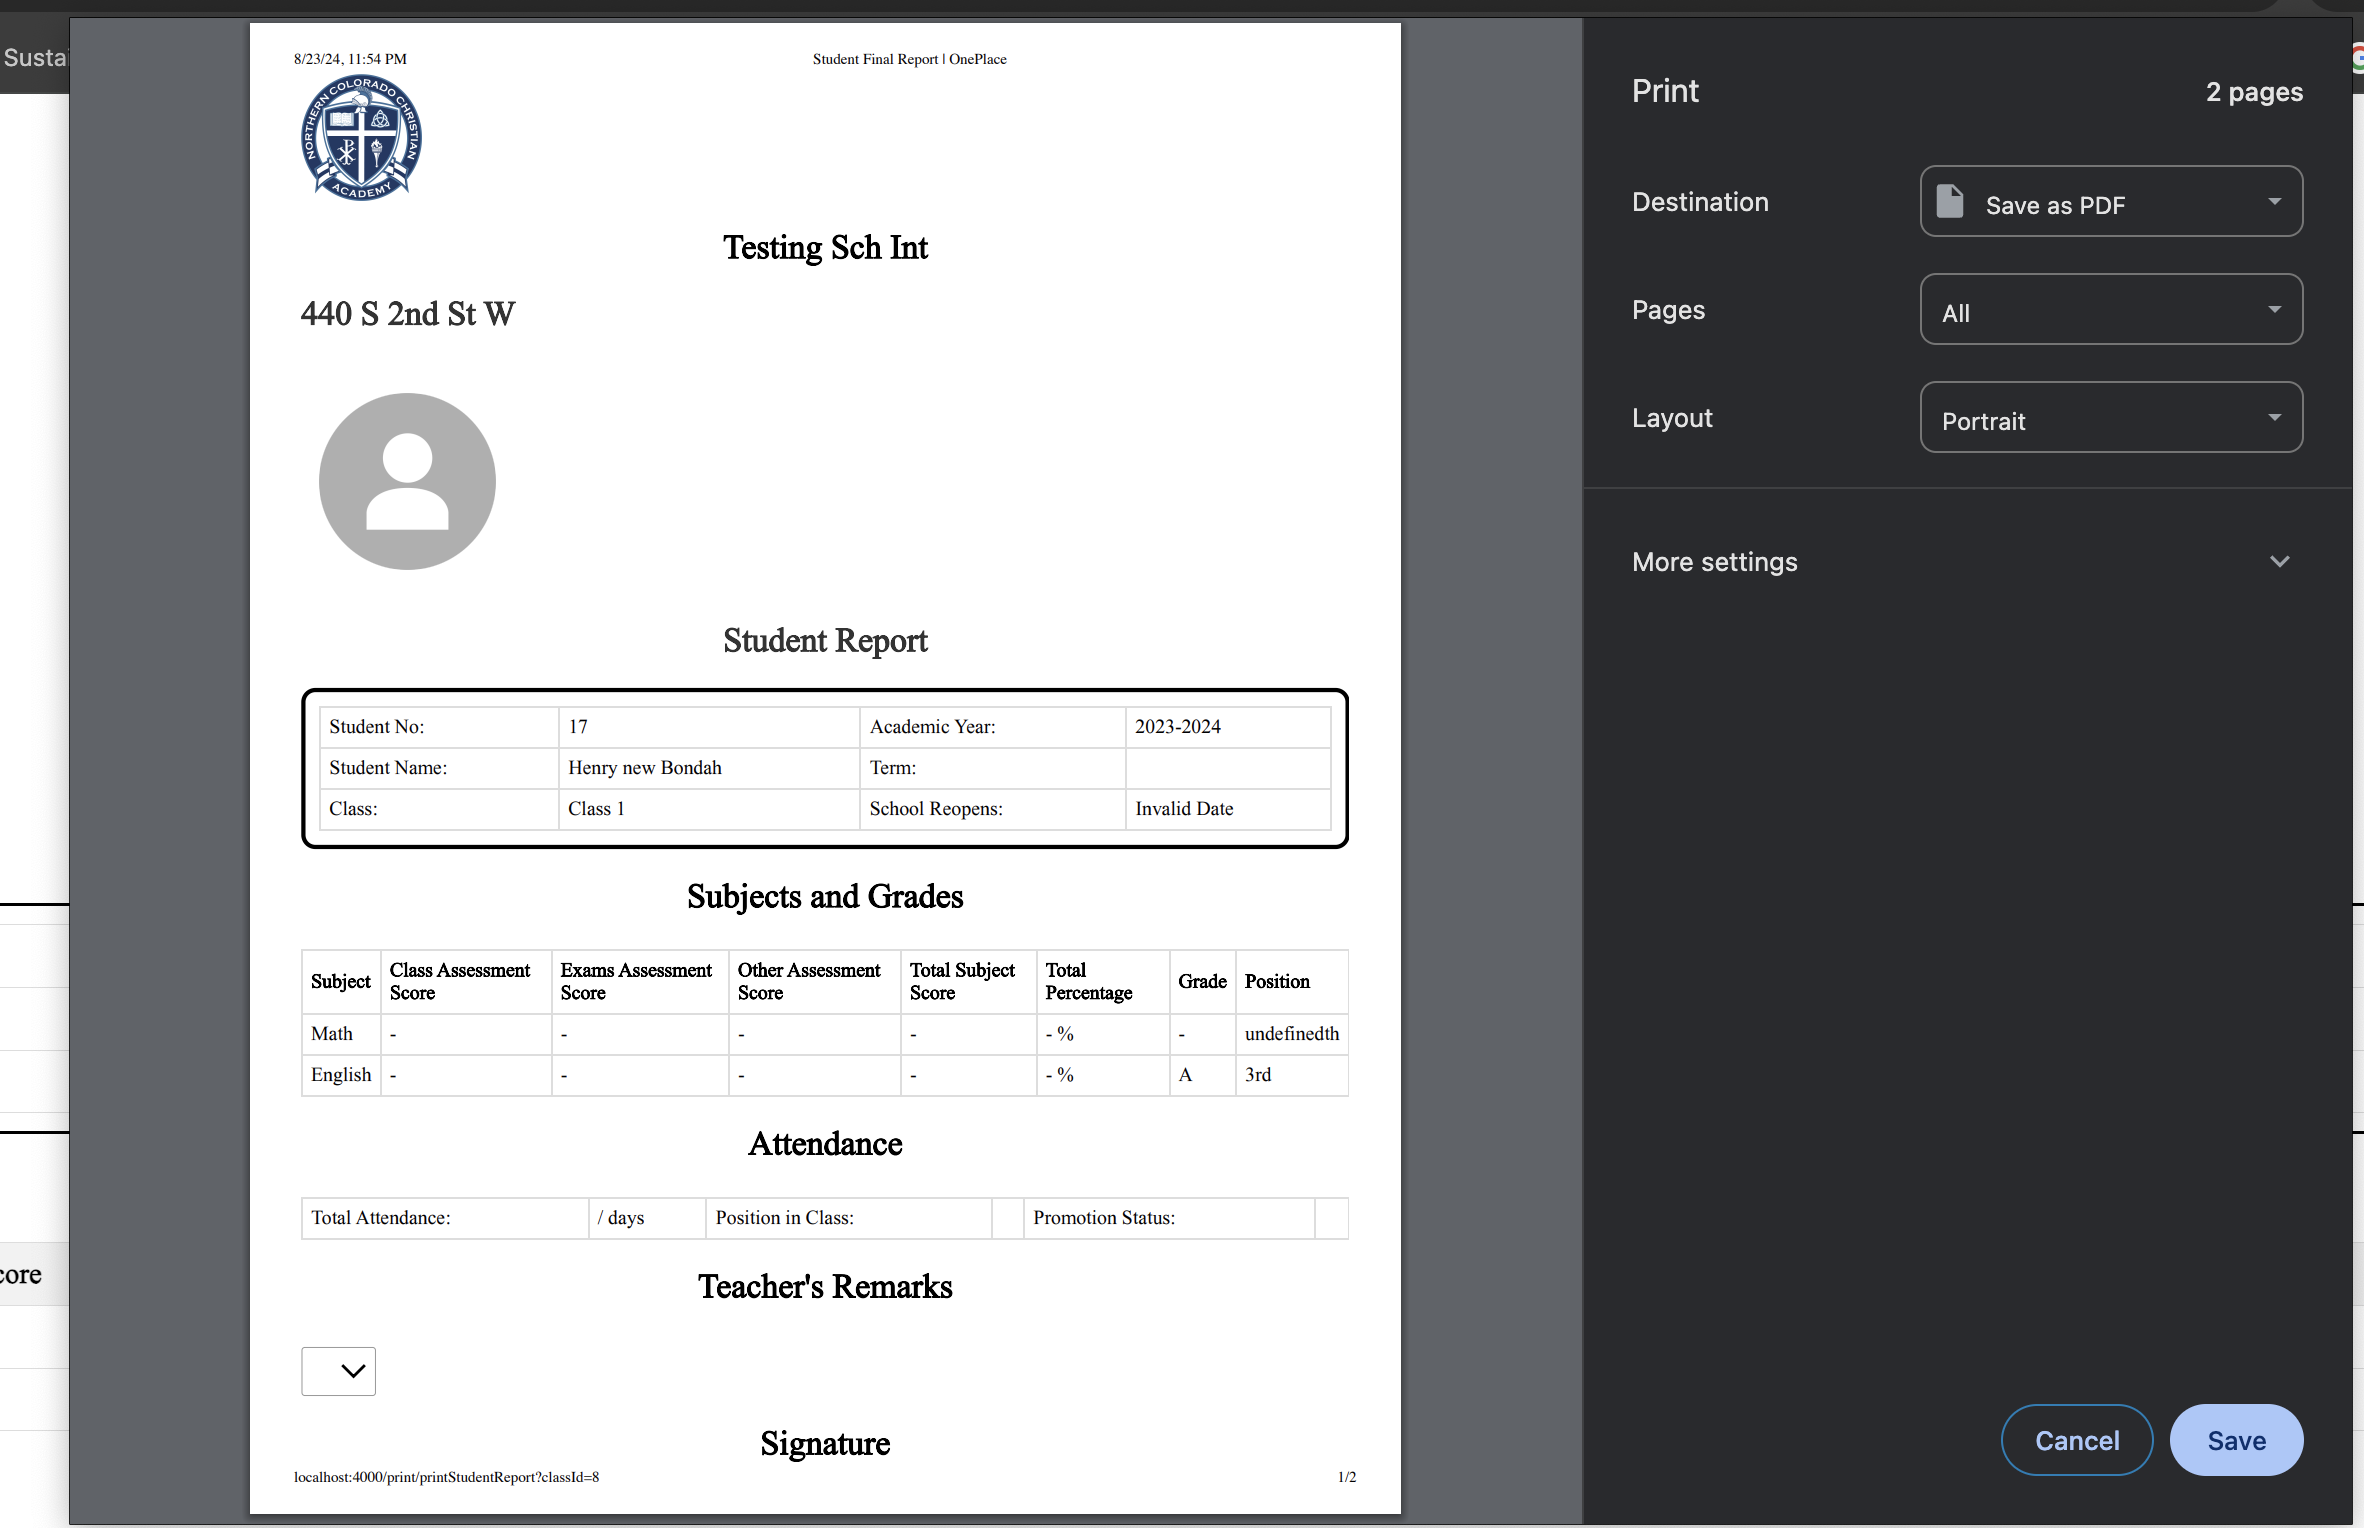 Susta
8/23/24, 11:54 PM
Student Final Report | OnePlace
NORTHERN COLORADO CHRISTIAN
ACADEMY
Testing Sch Int
440 S 2nd St W
Student Report
Student No: 17 Academic Year: 2023-2024
Student Name: Henry new Bondah Term:
Class: Class 1 School Reopens: Invalid Date
Subjects and Grades
Subject Class Assessment Score Exams Assessment Score Other Assessment Score Total Subject Score Total Percentage Grade Position
Math - - - - - % - undefinedth
English - - - - - % A 3rd
Attendance
Total Attendance: / days Position in Class: Promotion Status:
Teacher's Remarks
Signature
localhost:4000/print/printStudentReport?classId=8
1/2
core
Print
2 pages
Destination
Save as PDF
Pages
All
Layout
Portrait
More settings
Cancel
Save